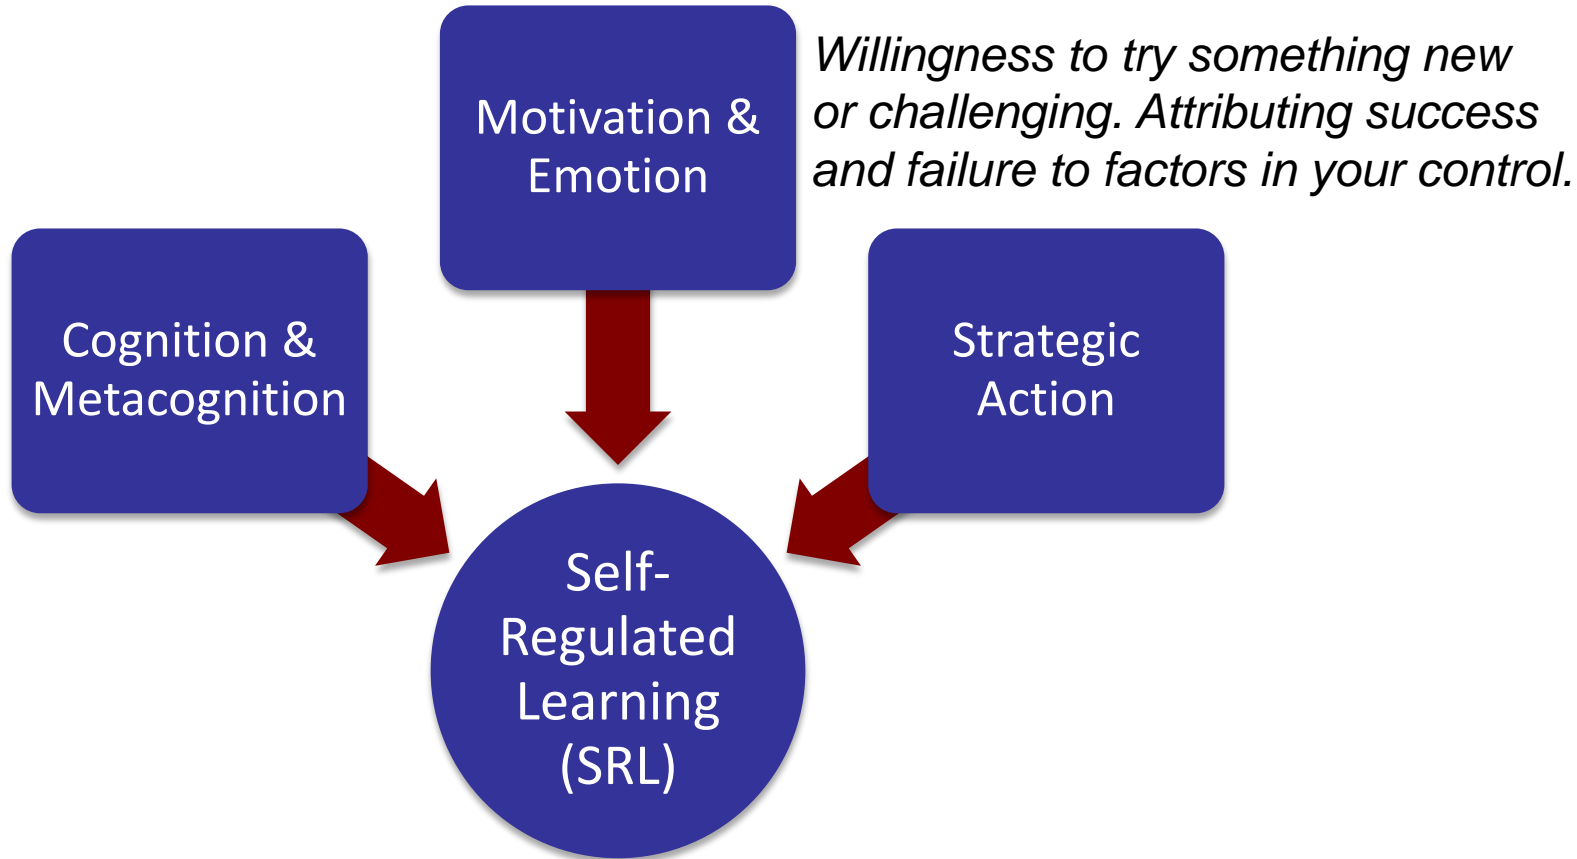 Motivation &
Emotion
Willingness to try something new
or challenging. Attributing success
and failure to factors in your control.
Cognition &
Metacognition
Strategic
Action
Self-
Regulated
Learning
(SRL)